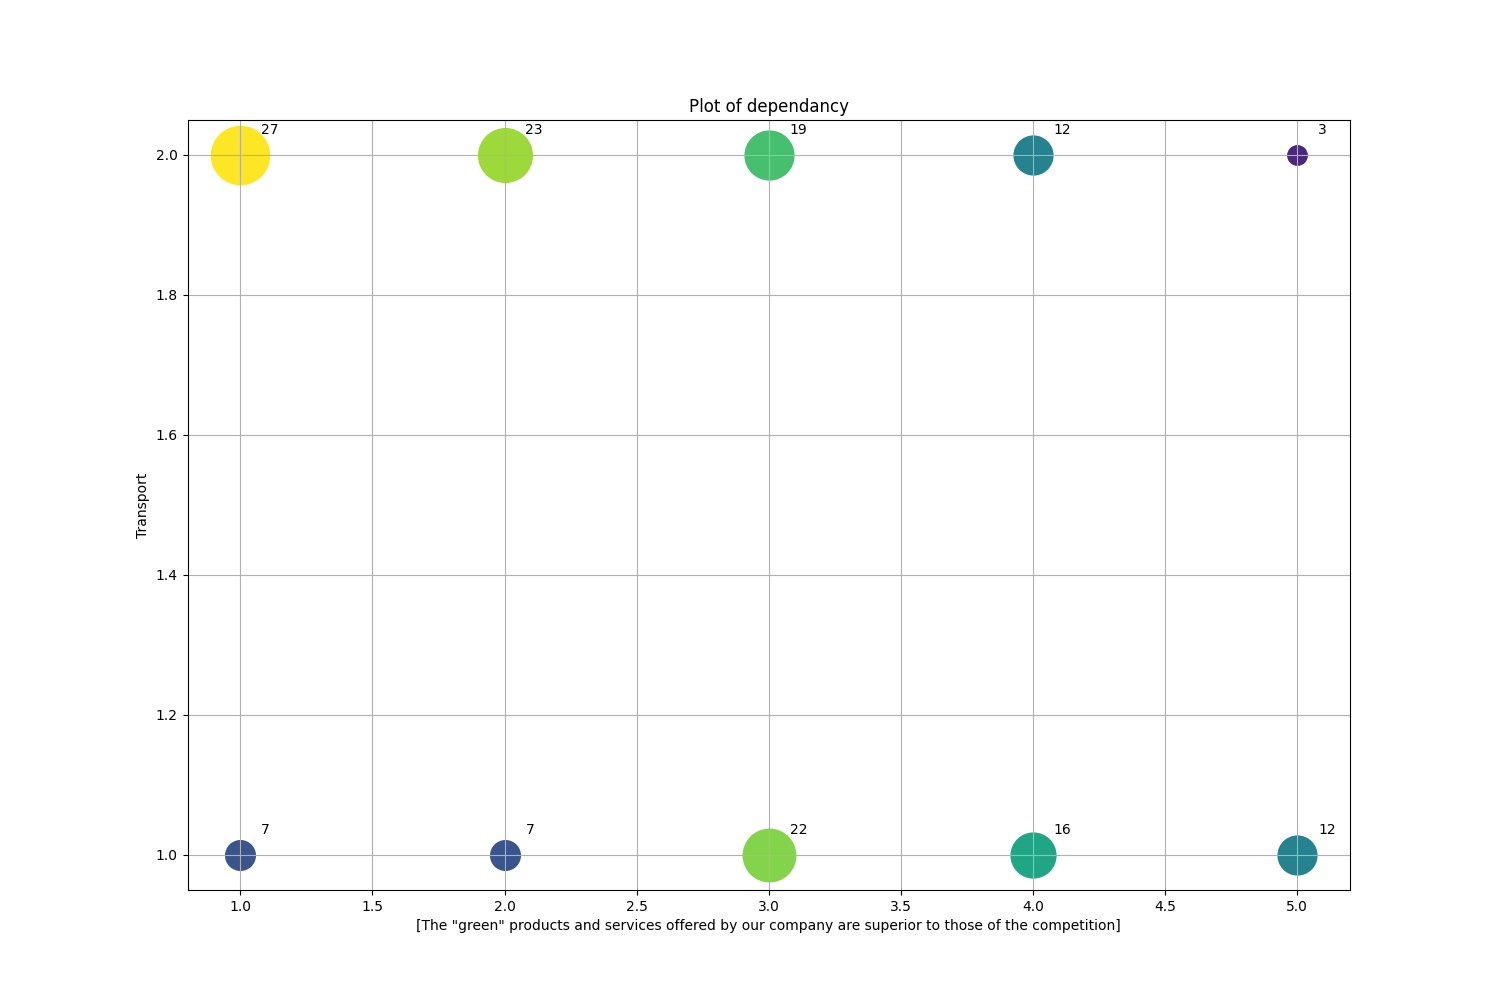 Plot of dependancy
27 23 19 12 3
2.0
1.8
1.6
Transport
1.4
1.2
7 7 22 16 12
1.0
1.0 1.5 2.0 2.5 3.0 3.5 4.0 4.5 5.0
[The "green" products and services offered by our company are superior to those of the competition]